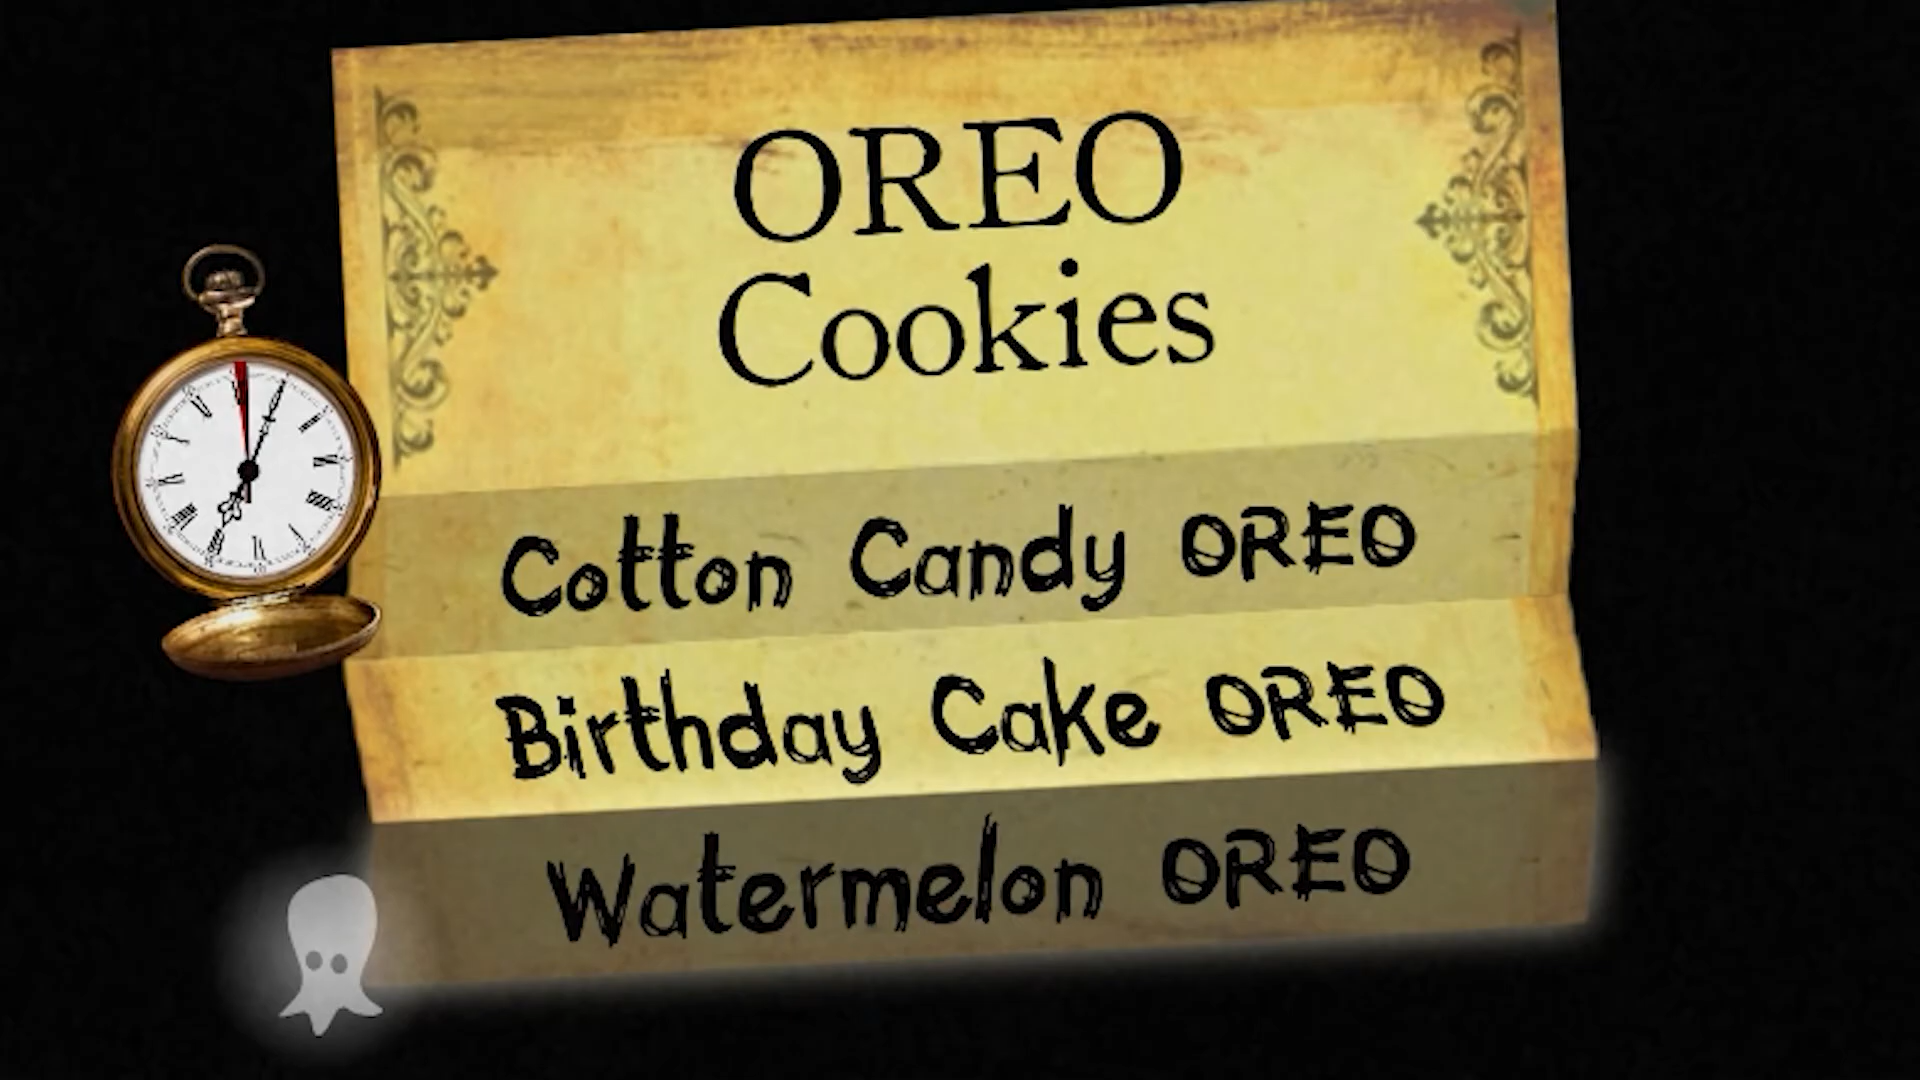 OREO
Cookies
Cotton Candy OREO
Birthday Cake OREO
Watermelon OREO